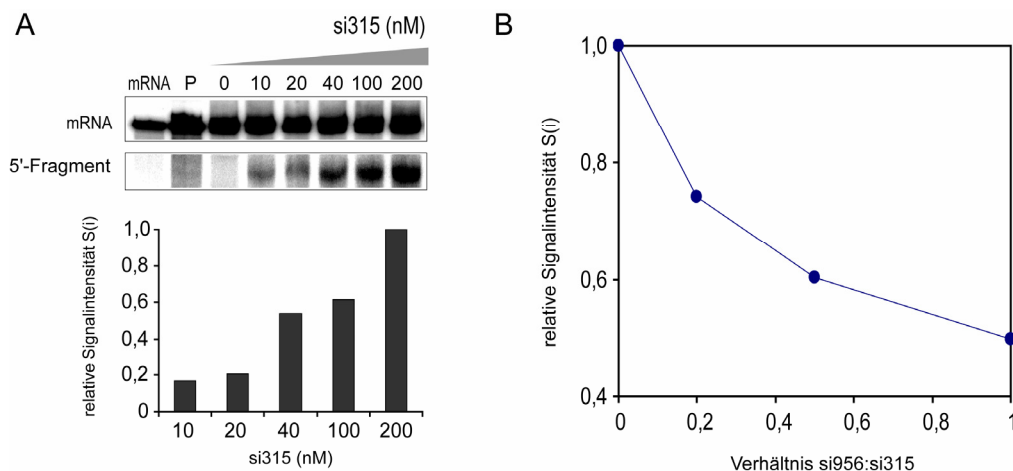 A
si315 (nM)
mRNA P 0 10 20 40 100 200
mRNA
5'-Fragment
relative Signalintensität S(i)
1,0
0,8
0,6
0,4
0,2
0
10 20 40 100 200
si315 (nM)
B
relative Signalintensität S(i)
1,0
0,8
0,6
0,4
0 0,2 0,4 0,6 0,8 1
Verhältnis si956:si315